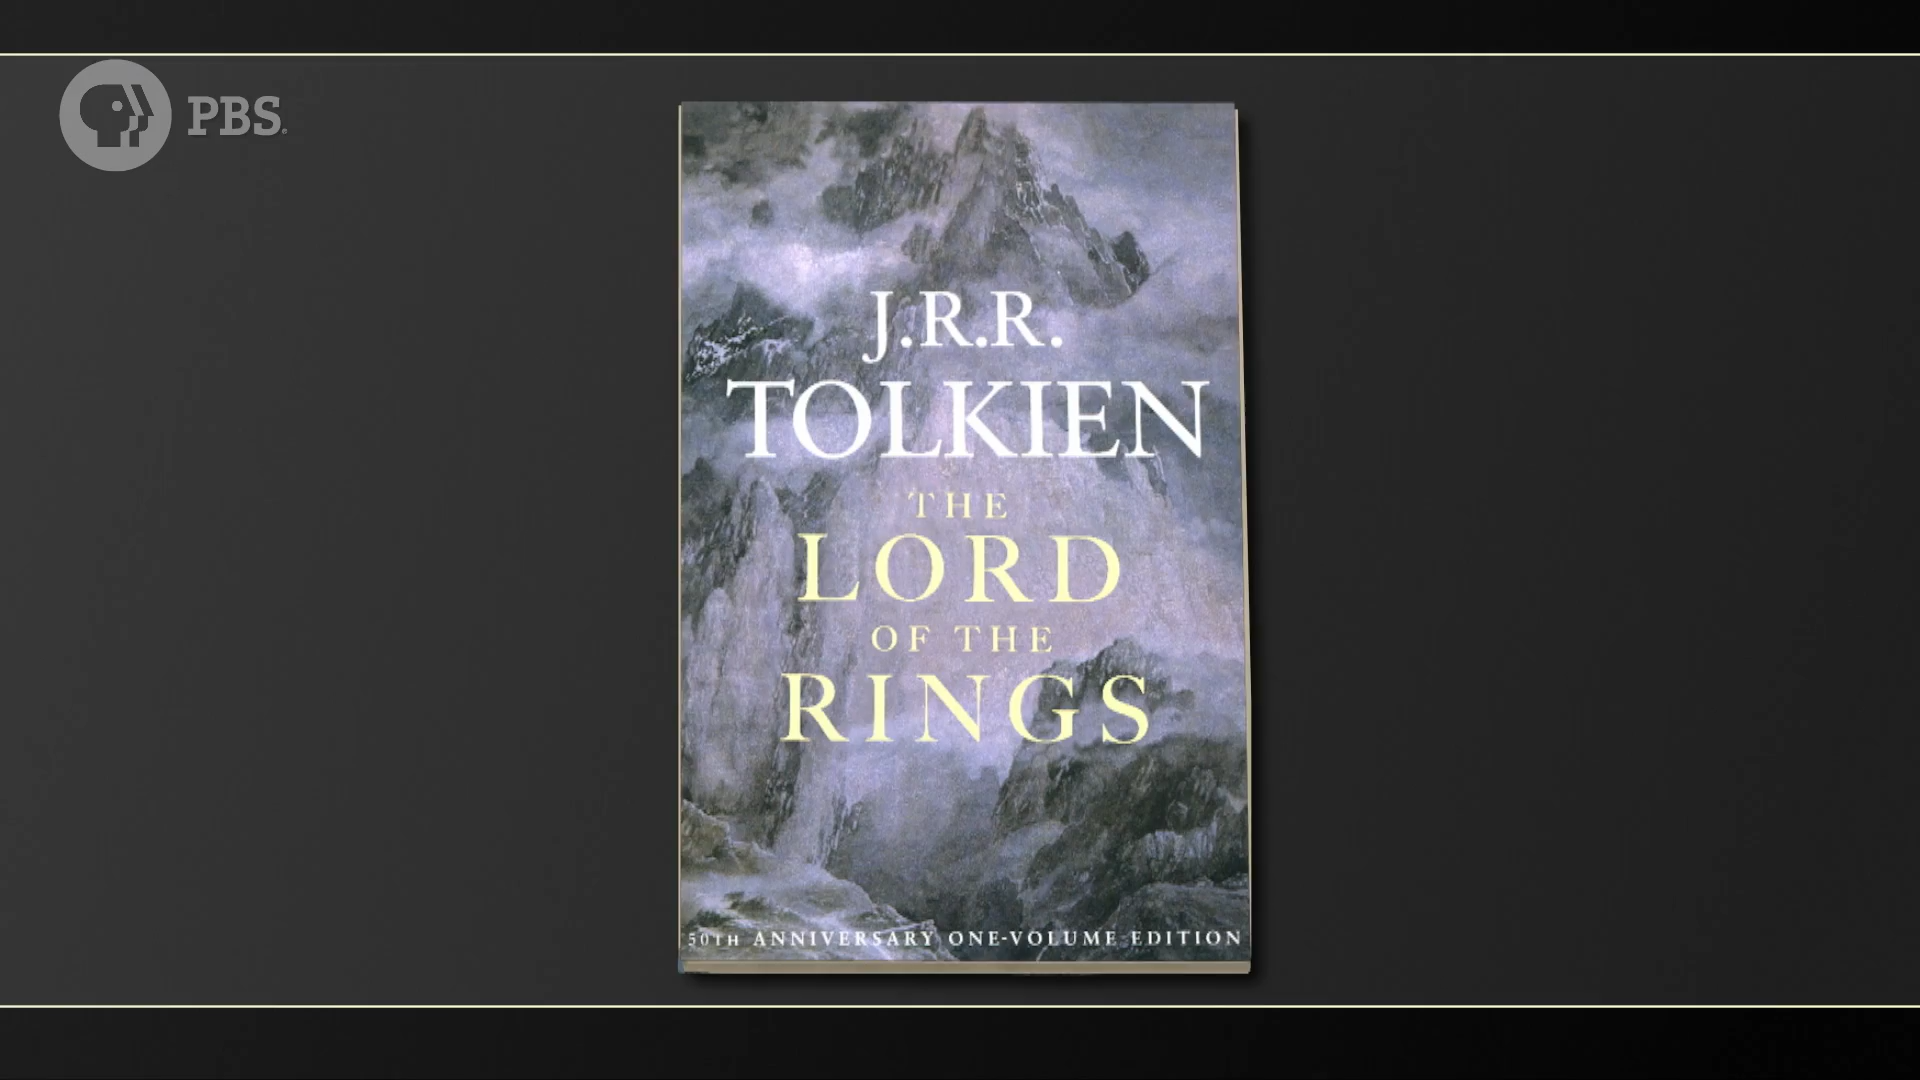 PBS
J.R.R.
TOLKIEN
THE
LORD
OF THE
RINGS
50TH ANNIVERSARY ONE-VOLUME EDITION